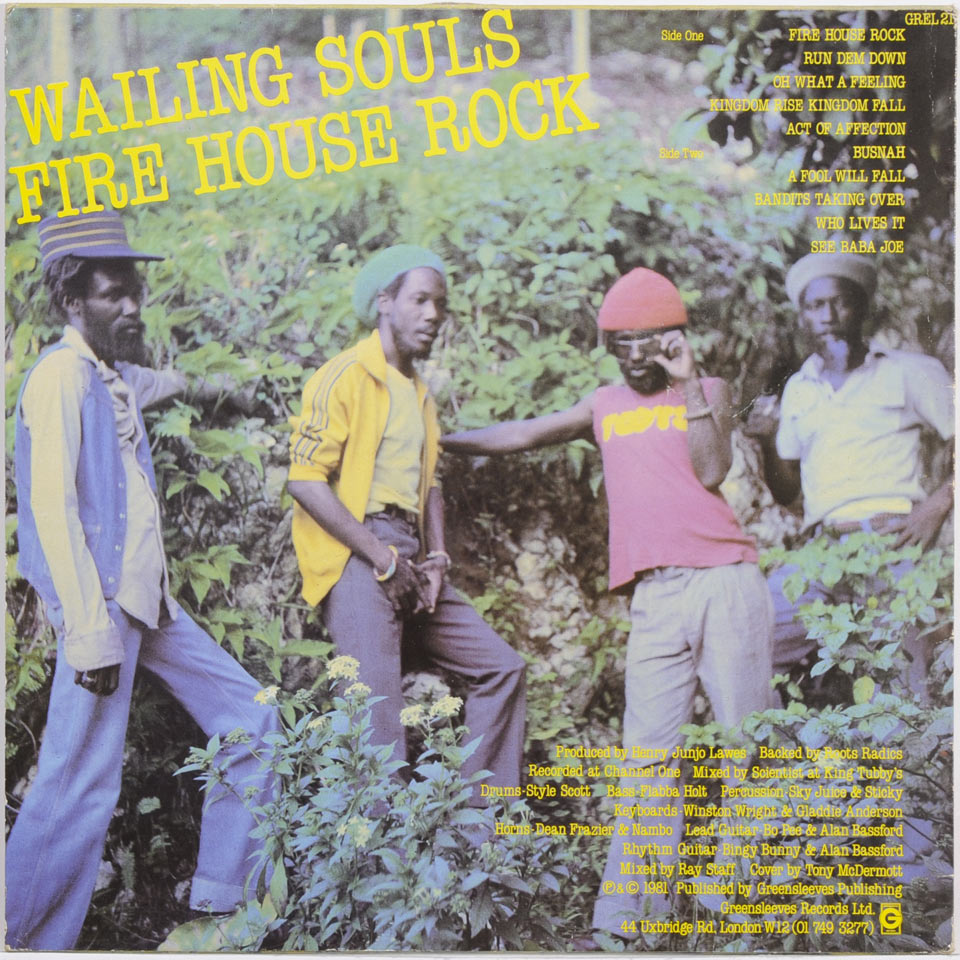 WAILING SOULS
FIRE HOUSE ROCK
GREL 21
Side One FIRE HOUSE ROCK
RUN DEM DOWN
OH WHAT A FEELING
KINGDOM RISE KINGDOM FALL
ACT OF AFFECTION
Side Two BUSNAH
A FOOL WILL FALL
BANDITS TAKING OVER
WHO LIVES IT
SEE BABA JOE
roots
Produced by Henry Junjo Lawes Backed by Roots Radics
Recorded at Channel One Mixed by Scientist at King Tubby's
Drums-Style Scott Bass-Flabba Holt Percussion-Sky Juice & Sticky
Keyboards-Winston Wright & Gladdie Anderson
Horns-Dean Frazier & Nambo Lead Guitar-Bo Pee & Alan Bassford
Rhythm Guitar-Bingy Bunny & Alan Bassford
Mixed by Ray Staff Cover by Tony McDermott
℗ & © 1981 Published by Greensleeves Publishing
Greensleeves Records Ltd. G
44 Uxbridge Rd, London W12 (01 749 3277)